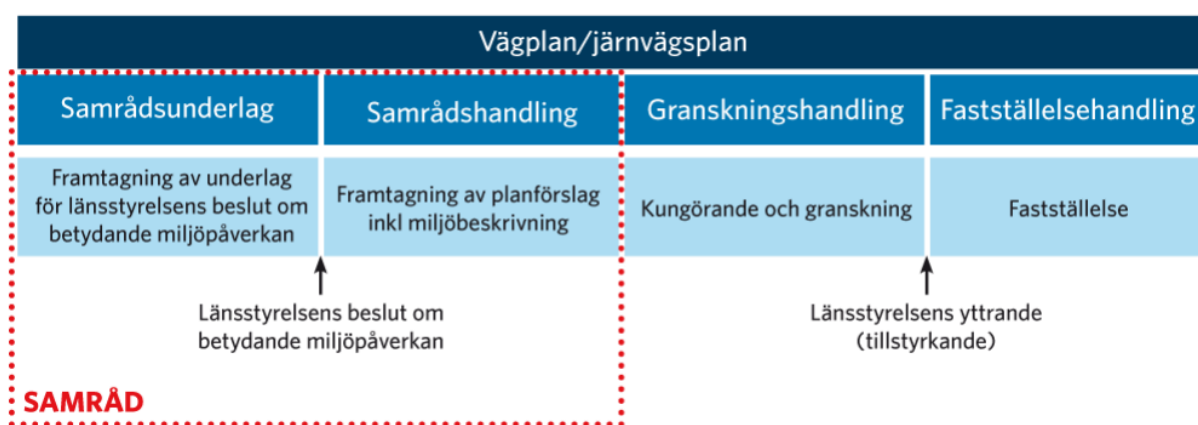 Vägplan/järnvägsplan
Samrådsunderlag
Samrådshandling
Granskningshandling
Fastställelsehandling
Framtagning av underlag
för länsstyrelsens beslut om
betydande miljöpåverkan
Framtagning av planförslag
inkl miljöbeskrivning
Kungörande och granskning
Fastställelse
Länsstyrelsens beslut om
betydande miljöpåverkan
Länsstyrelsens yttrande
(tillstyrkande)
SAMRÅD